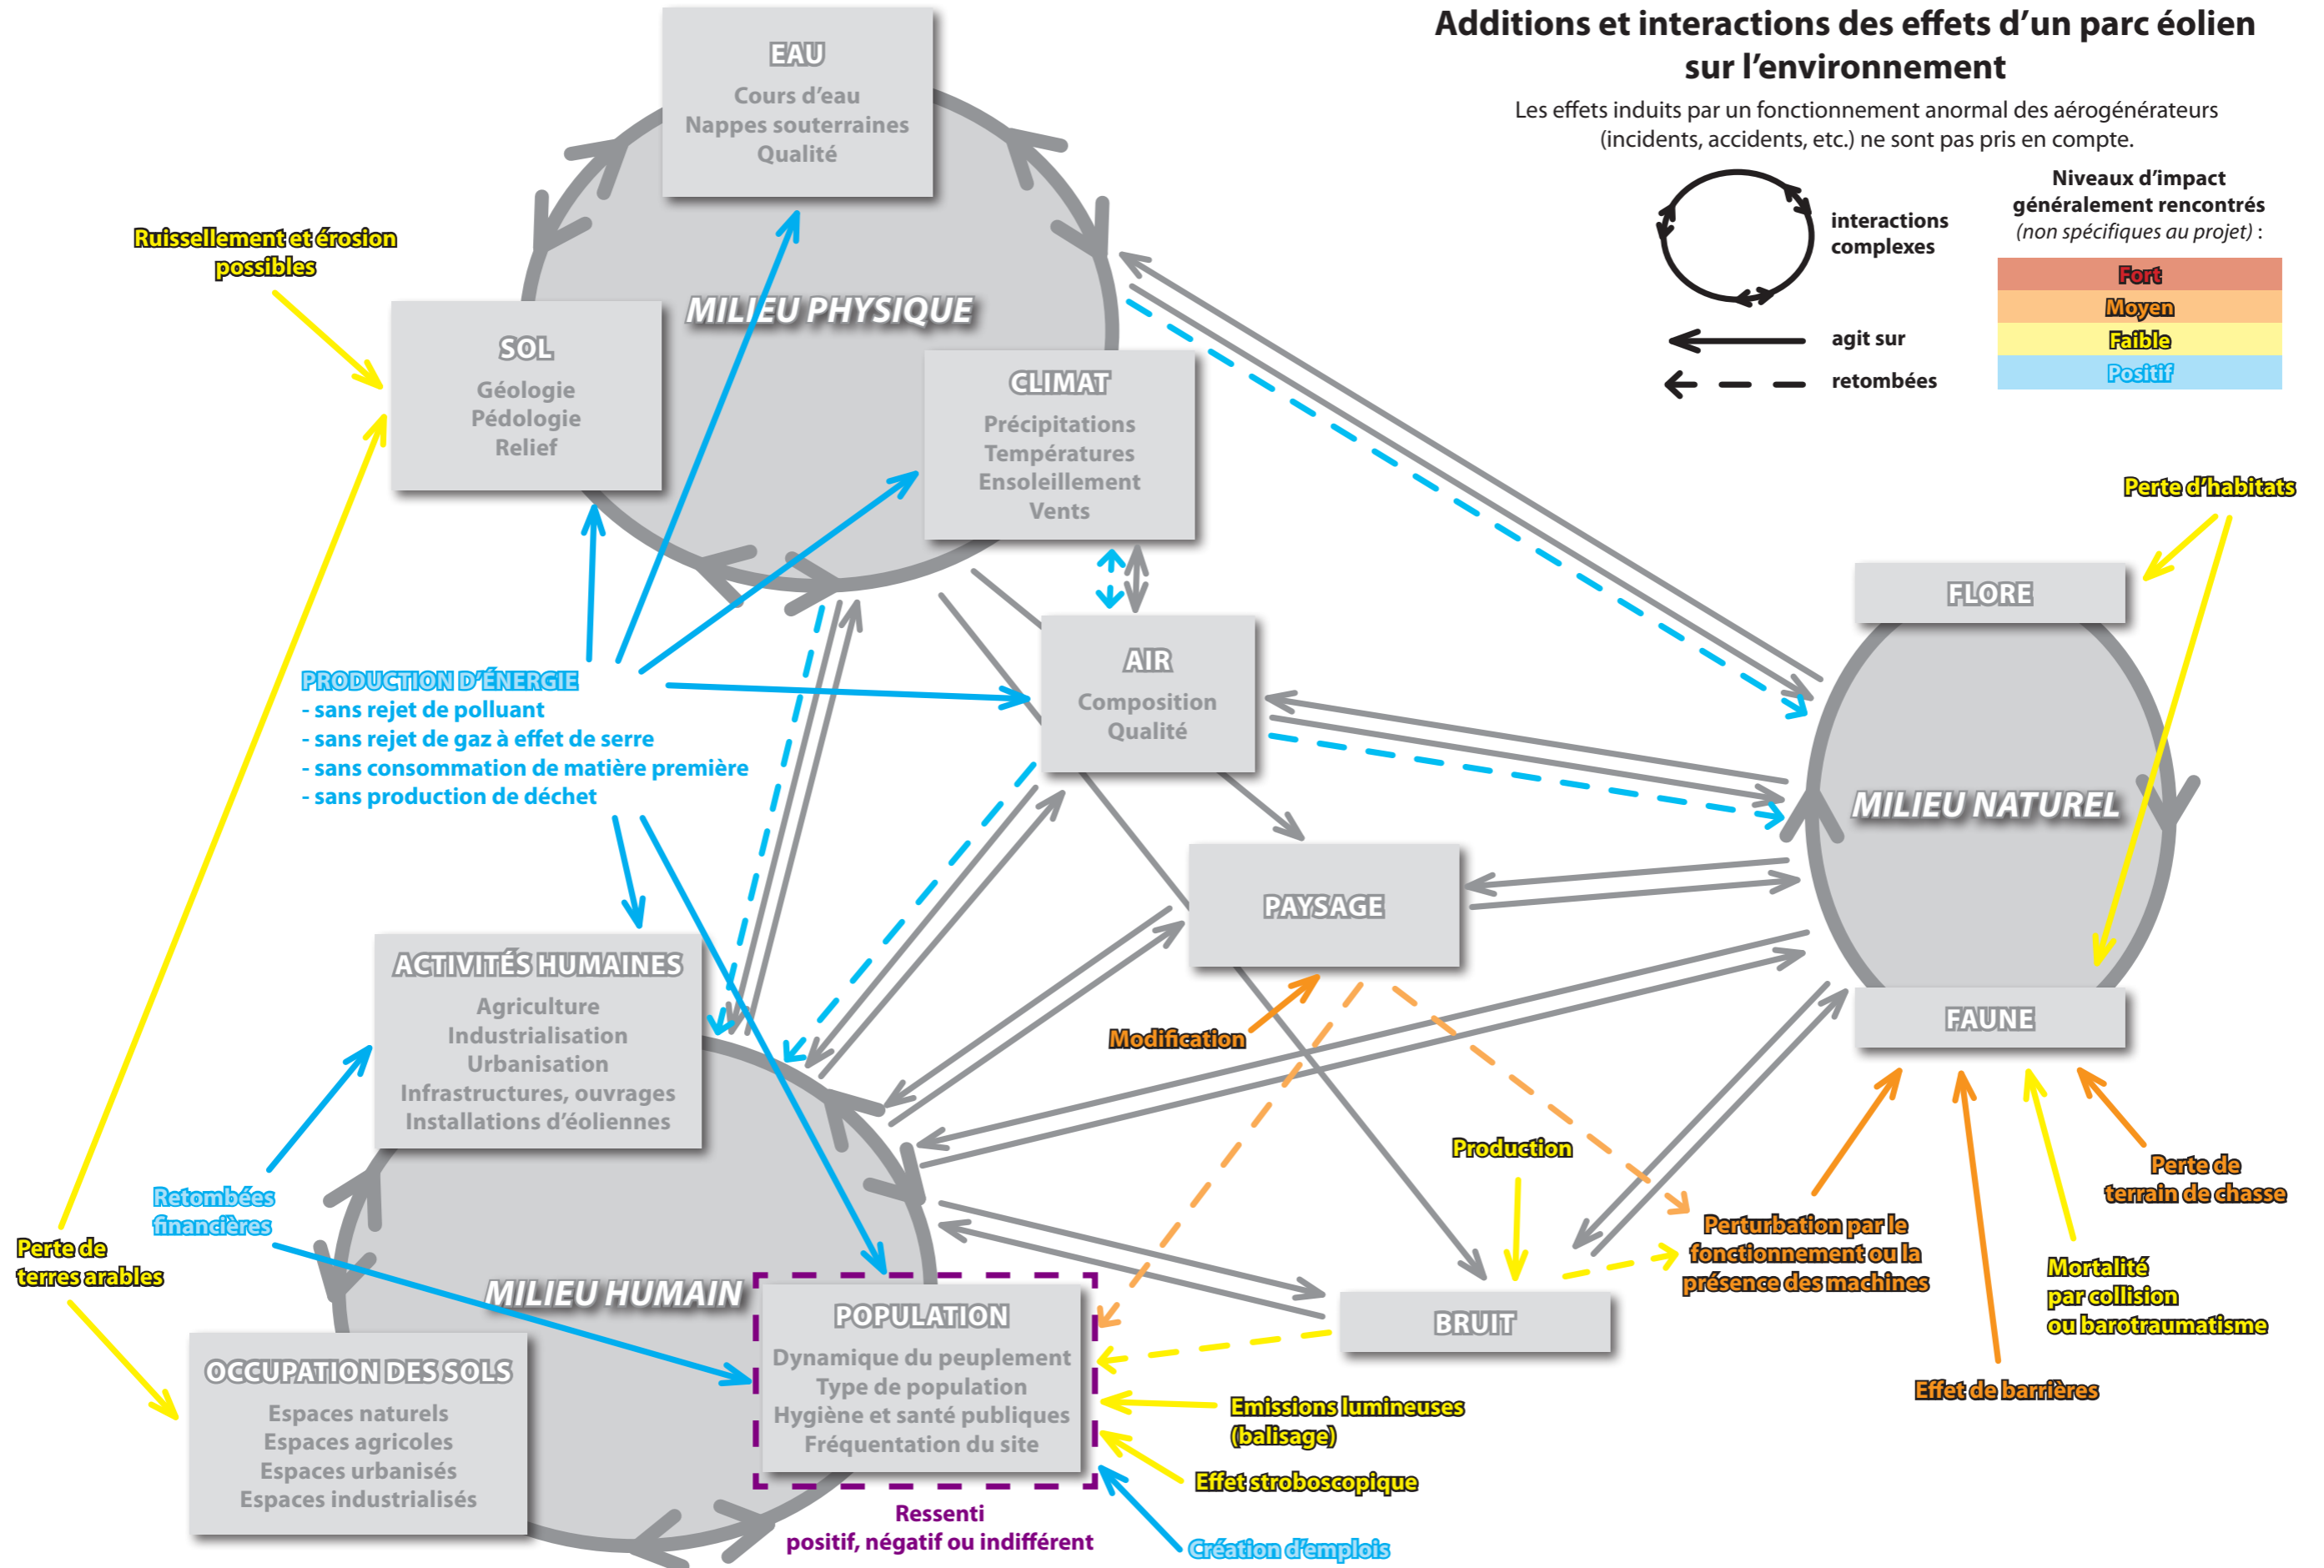 Additions et interactions des effets d'un parc éolien
sur l'environnement
Les effets induits par un fonctionnement anormal des aérogénérateurs
(incidents, accidents, etc.) ne sont pas pris en compte.
interactions
complexes
agit sur
retombées
Niveaux d'impact
généralement rencontrés
(non spécifiques au projet) :
Fort
Moyen
Faible
Positif
EAU
Cours d'eau
Nappes souterraines
Qualité
Ruissellement et érosion
possibles
MILIEU PHYSIQUE
SOL
Géologie
Pédologie
Relief
CLIMAT
Précipitations
Températures
Ensoleillement
Vents
Perte d'habitats
FLORE
AIR
Composition
Qualité
PRODUCTION D'ÉNERGIE
- sans rejet de polluant
- sans rejet de gaz à effet de serre
- sans consommation de matière première
- sans production de déchet
MILIEU NATUREL
PAYSAGE
ACTIVITÉS HUMAINES
Agriculture
Industrialisation
Urbanisation
Infrastructures, ouvrages
Installations d'éoliennes
Modification
FAUNE
Production
Perte de
terrain de chasse
Retombées
financières
Perte de
terres arables
Perturbation par le
fonctionnement ou la
présence des machines
Mortalité
par collision
ou barotraumatisme
MILIEU HUMAIN
POPULATION
Dynamique du peuplement
Type de population
Hygiène et santé publiques
Fréquentation du site
BRUIT
OCCUPATION DES SOLS
Espaces naturels
Espaces agricoles
Espaces urbanisés
Espaces industrialisés
Effet de barrières
Emissions lumineuses
(balisage)
Effet stroboscopique
Ressenti
positif, négatif ou indifférent
Création d'emplois